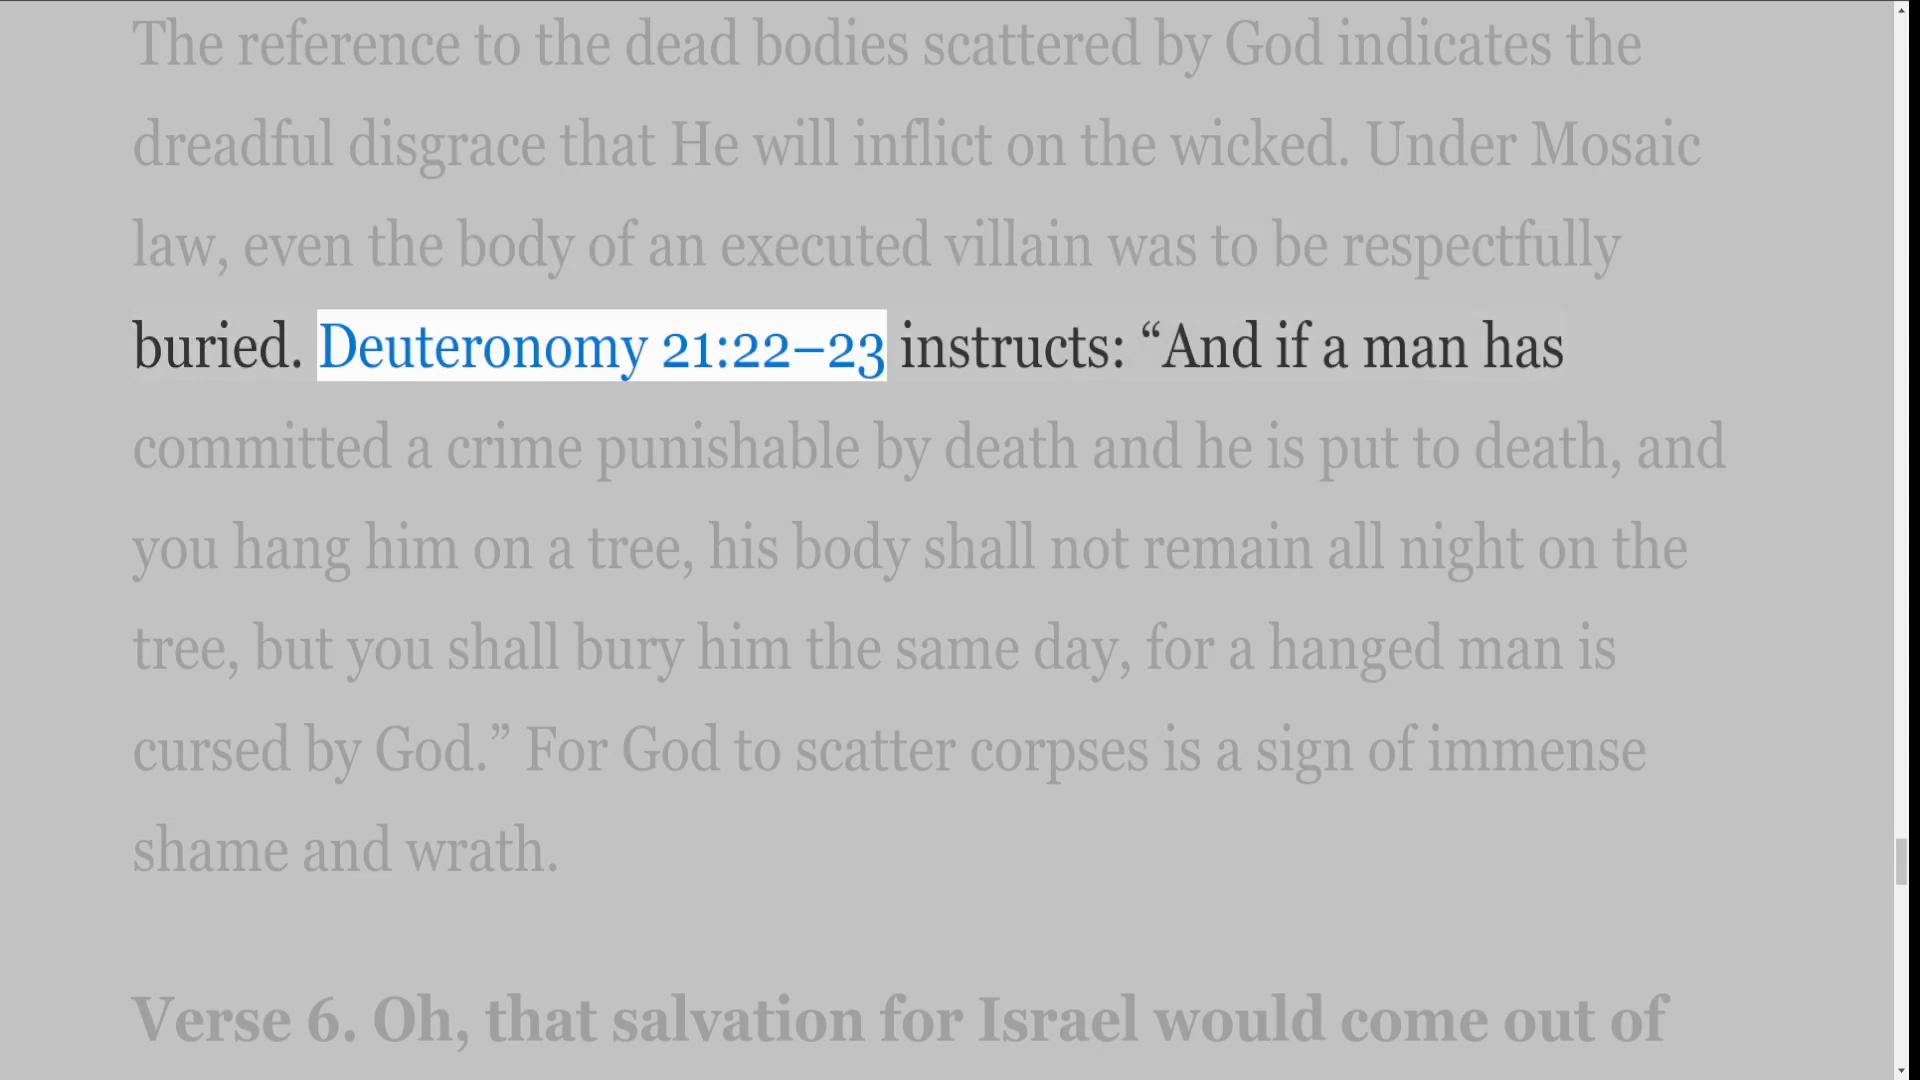 The reference to the dead bodies scattered by God indicates the
dreadful disgrace that He will inflict on the wicked. Under Mosaic
law, even the body of an executed villain was to be respectfully
buried. Deuteronomy 21:22–23 instructs: “And if a man has
committed a crime punishable by death and he is put to death, and
you hang him on a tree, his body shall not remain all night on the
tree, but you shall bury him the same day, for a hanged man is
cursed by God.” For God to scatter corpses is a sign of immense
shame and wrath.
Verse 6. Oh, that salvation for Israel would come out of